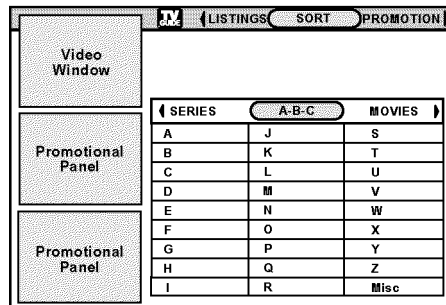 TV GUIDE LISTINGS SORT PROMOTION
Video
Window
Promotional
Panel
Promotional
Panel
SERIES A-B-C MOVIES
A J S
B K T
C L U
D M V
E N W
F O X
G P Y
H Q Z
I R Misc